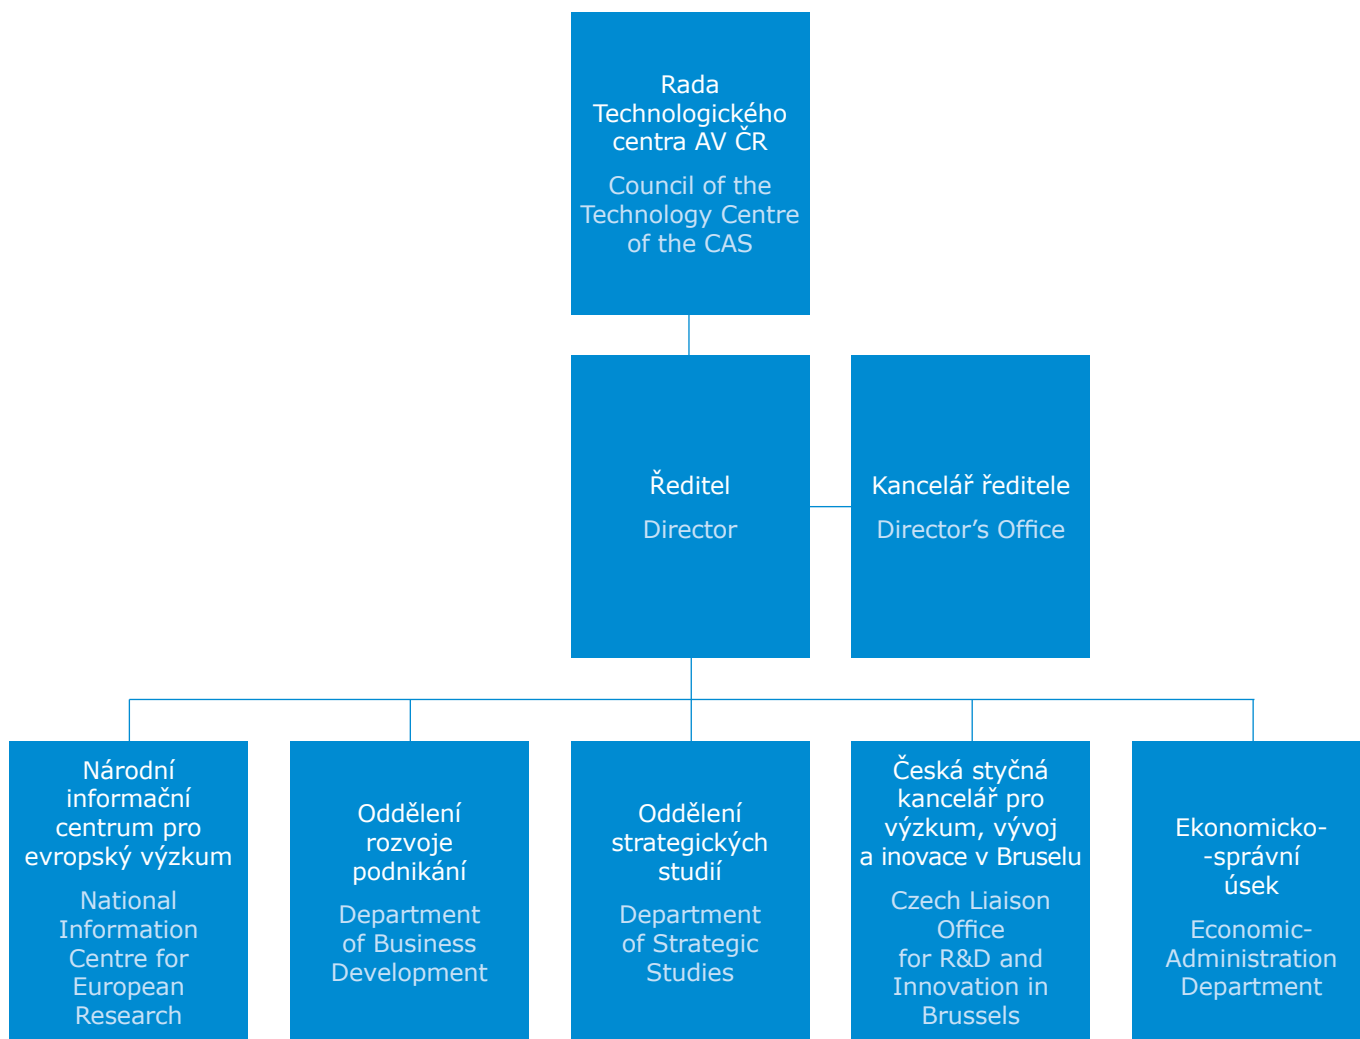 Rada
Technologického
centra AV ČR
Council of the
Technology Centre
of the CAS
Ředitel
Director
Kancelář ředitele
Director’s Office
Národní
informační
centrum pro
evropský výzkum
National
Information
Centre for
European
Research
Oddělení
rozvoje
podnikání
Department
of Business
Development
Oddělení
strategických
studií
Department
of Strategic
Studies
Česká styčná
kancelář pro
výzkum, vývoj
a inovace v Bruselu
Czech Liaison
Office
for R&D and
Innovation in
Brussels
Ekonomicko-
-správní
úsek
Economic-
Administration
Department